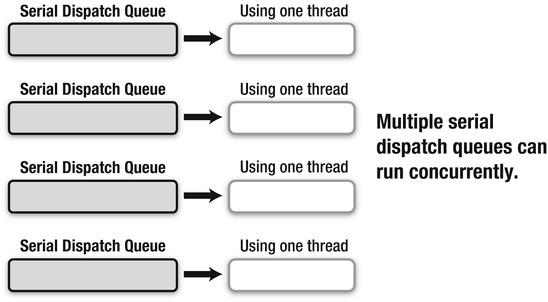 Serial Dispatch Queue Using one thread
Serial Dispatch Queue Using one thread
Multiple serial
dispatch queues can
run concurrently.
Serial Dispatch Queue Using one thread
Serial Dispatch Queue Using one thread